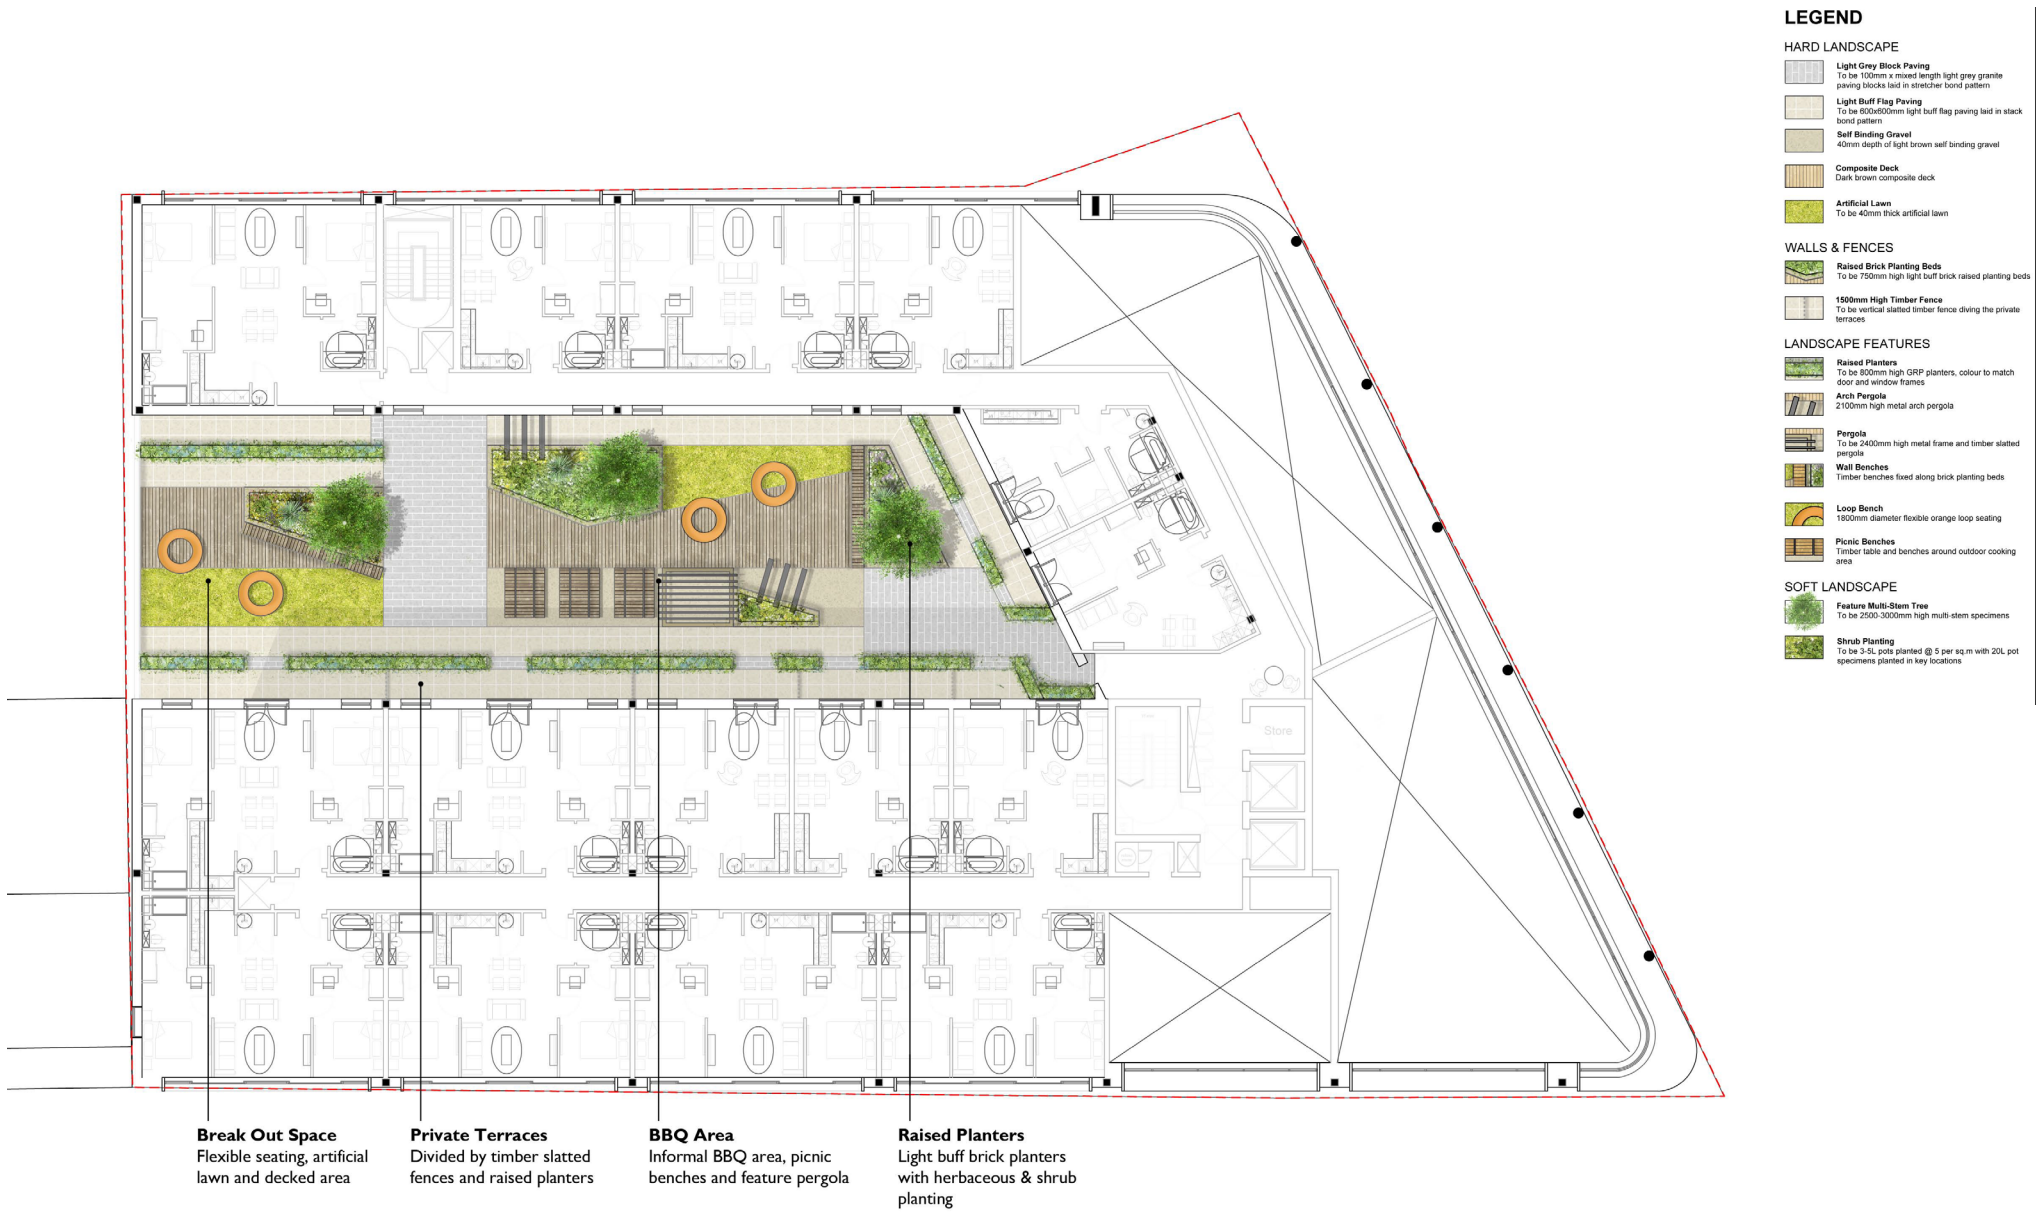 LEGEND
HARD LANDSCAPE
Light Grey Block Paving
To be 100mm x mixed length light grey granite
paving blocks laid in stretcher bond pattern
Light Buff Flag Paving
To be 600x600mm light buff flag paving laid in stack
bond pattern
Self Binding Gravel
40mm depth of light brown self binding gravel
Composite Deck
Dark brown composite deck
Artificial Lawn
To be 40mm thick artificial lawn
WALLS & FENCES
Raised Brick Planting Beds
To be 750mm high light buff brick raised planting beds
1500mm High Timber Fence
To be vertical slatted timber fence diving the private
terraces
LANDSCAPE FEATURES
Raised Planters
To be 800mm high GRP planters, colour to match
door and window frames
Arch Pergola
2100mm high metal arch pergola
Pergola
To be 2400mm high metal frame and timber slatted
pergola
Wall Benches
Timber benches fixed along brick planting beds
Loop Bench
1800mm diameter flexible orange loop seating
Picnic Benches
Timber table and benches around outdoor cooking
area
SOFT LANDSCAPE
Feature Multi-Stem Tree
To be 2500-3000mm high multi-stem specimens
Shrub Planting
To be 3-5L pots planted @ 5 per sq.m with 20L pot
specimens planted in key locations
Store
Break Out Space
Flexible seating, artificial
lawn and decked area
Private Terraces
Divided by timber slatted
fences and raised planters
BBQ Area
Informal BBQ area, picnic
benches and feature pergola
Raised Planters
Light buff brick planters
with herbaceous & shrub
planting